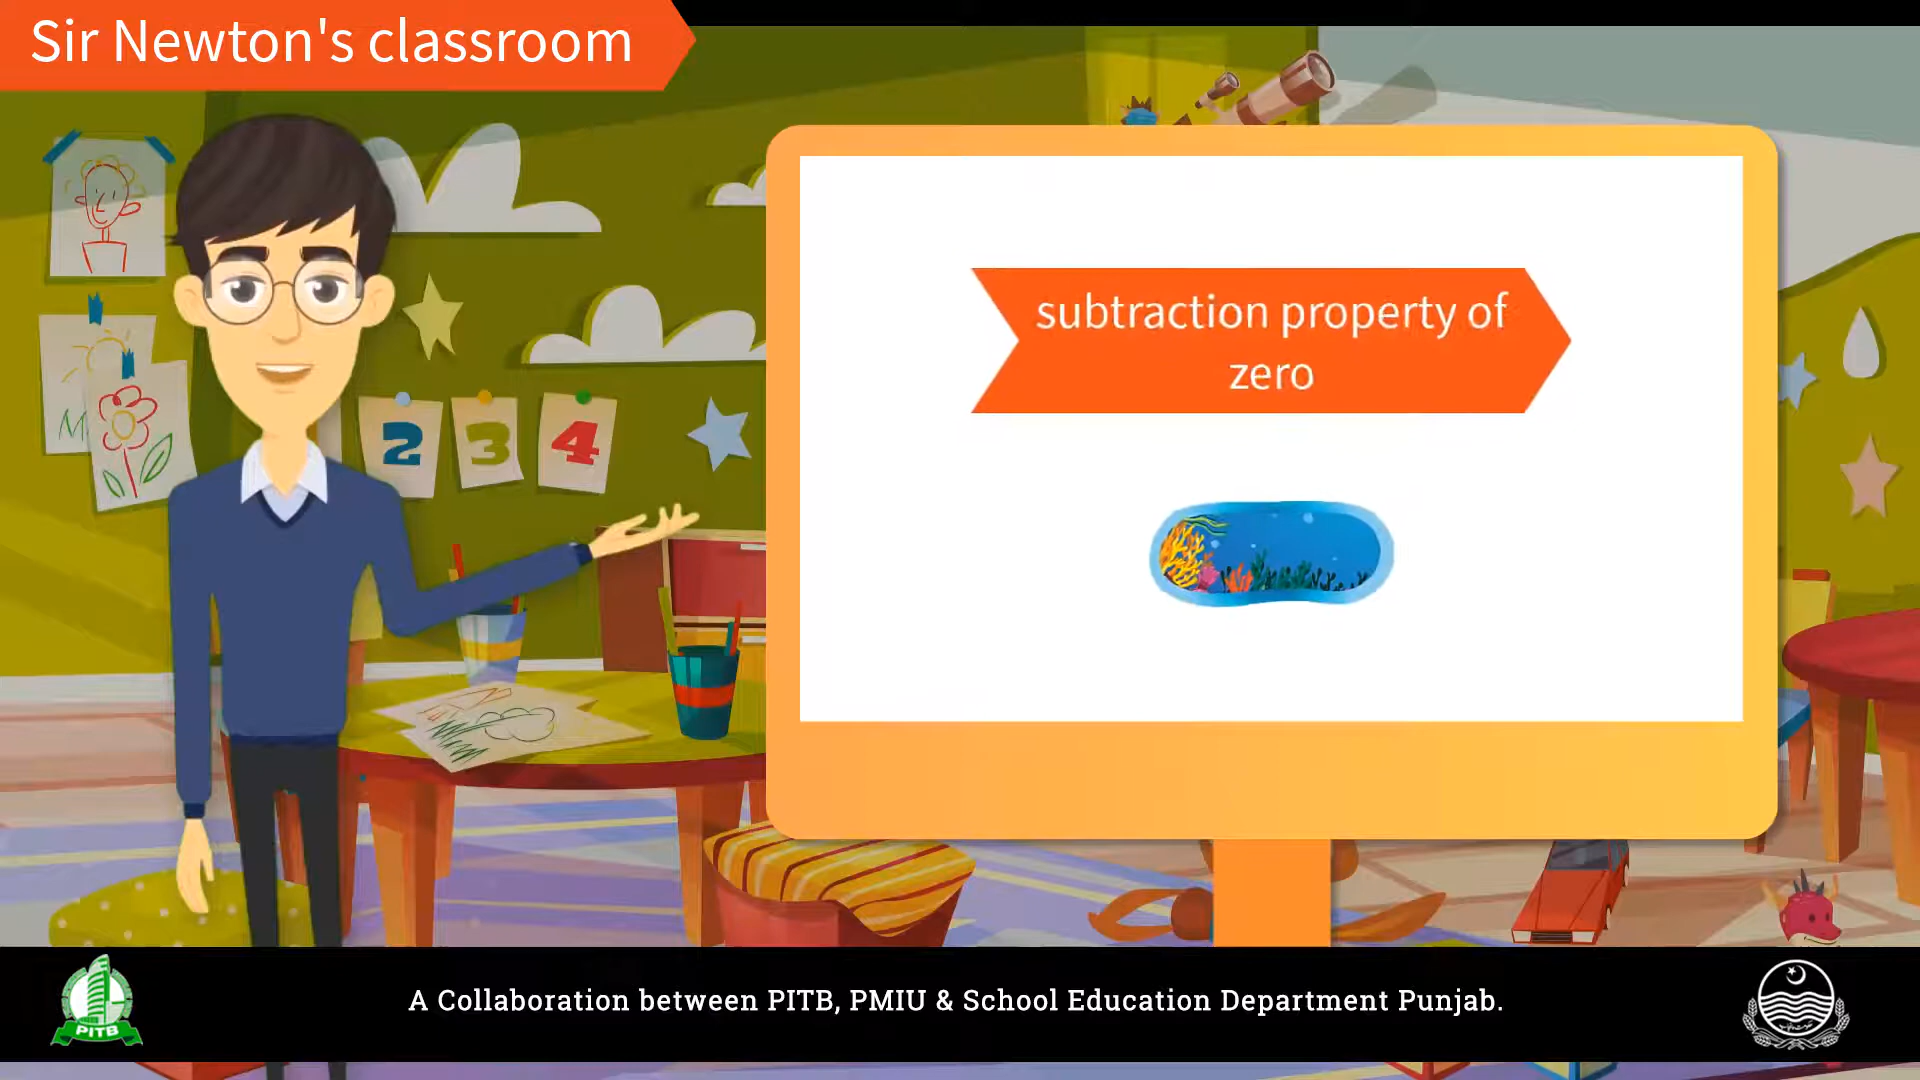 Sir Newton's classroom
subtraction property of
zero
2 3 4
PITB
A Collaboration between PITB, PMIU & School Education Department Punjab.